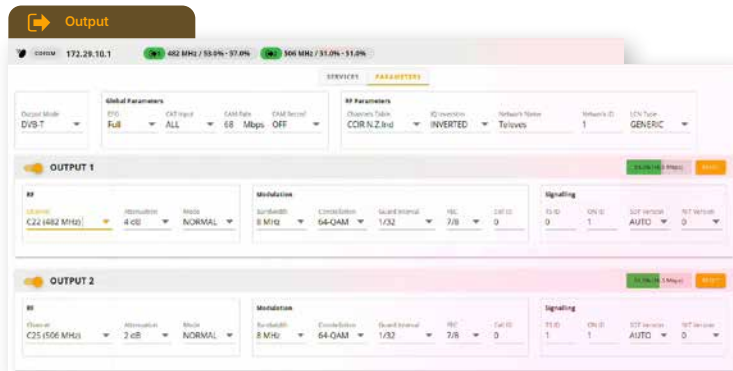 Output
COFDM 172.29.10.1 1 482 MHz / 53.0% - 57.0% 2 506 MHz / 51.0% - 51.0%
SERVICES PARAMETERS
Global Parameters RF Parameters
Output Mode EPG CAT Input CAM Rate CAM Record Channels Table IQ Inversion Network Name Network ID LCN Type
DVB-T Full ALL 68 Mbps OFF CCIR,N.Z,Ind INVERTED Televes 1 GENERIC
OUTPUT 1
RF Modulation Signalling
Channel Attenuation Mode Bandwidth Constellation Guard Interval FEC Cell ID TS ID ON ID SDT Version NIT Version
C22 (482 MHz) 4 dB NORMAL 8 MHz 64-QAM 1/32 7/8 0 0 1 AUTO 0
OUTPUT 2
RF Modulation Signalling
Channel Attenuation Mode Bandwidth Constellation Guard Interval FEC Cell ID TS ID ON ID SDT Version NIT Version
C25 (506 MHz) 2 dB NORMAL 8 MHz 64-QAM 1/32 7/8 0 1 1 AUTO 0